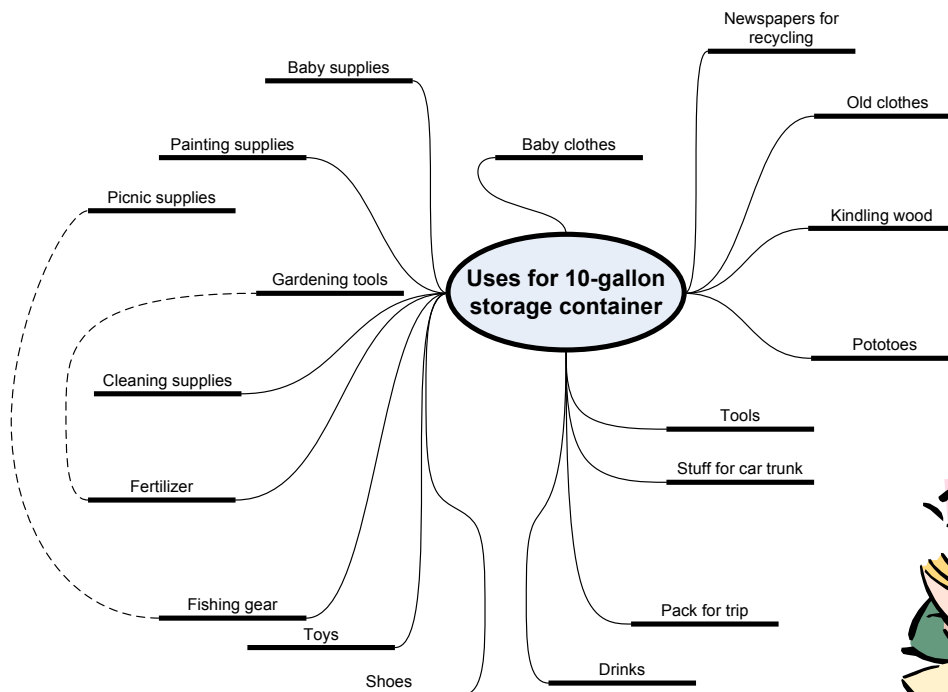 Newspapers for
recycling
Baby supplies
Old clothes
Painting supplies
Baby clothes
Picnic supplies
Kindling wood
Gardening tools
Uses for 10-gallon
storage container
Pototoes
Cleaning supplies
Tools
Stuff for car trunk
Fertilizer
Fishing gear
Pack for trip
Toys
Drinks
Shoes